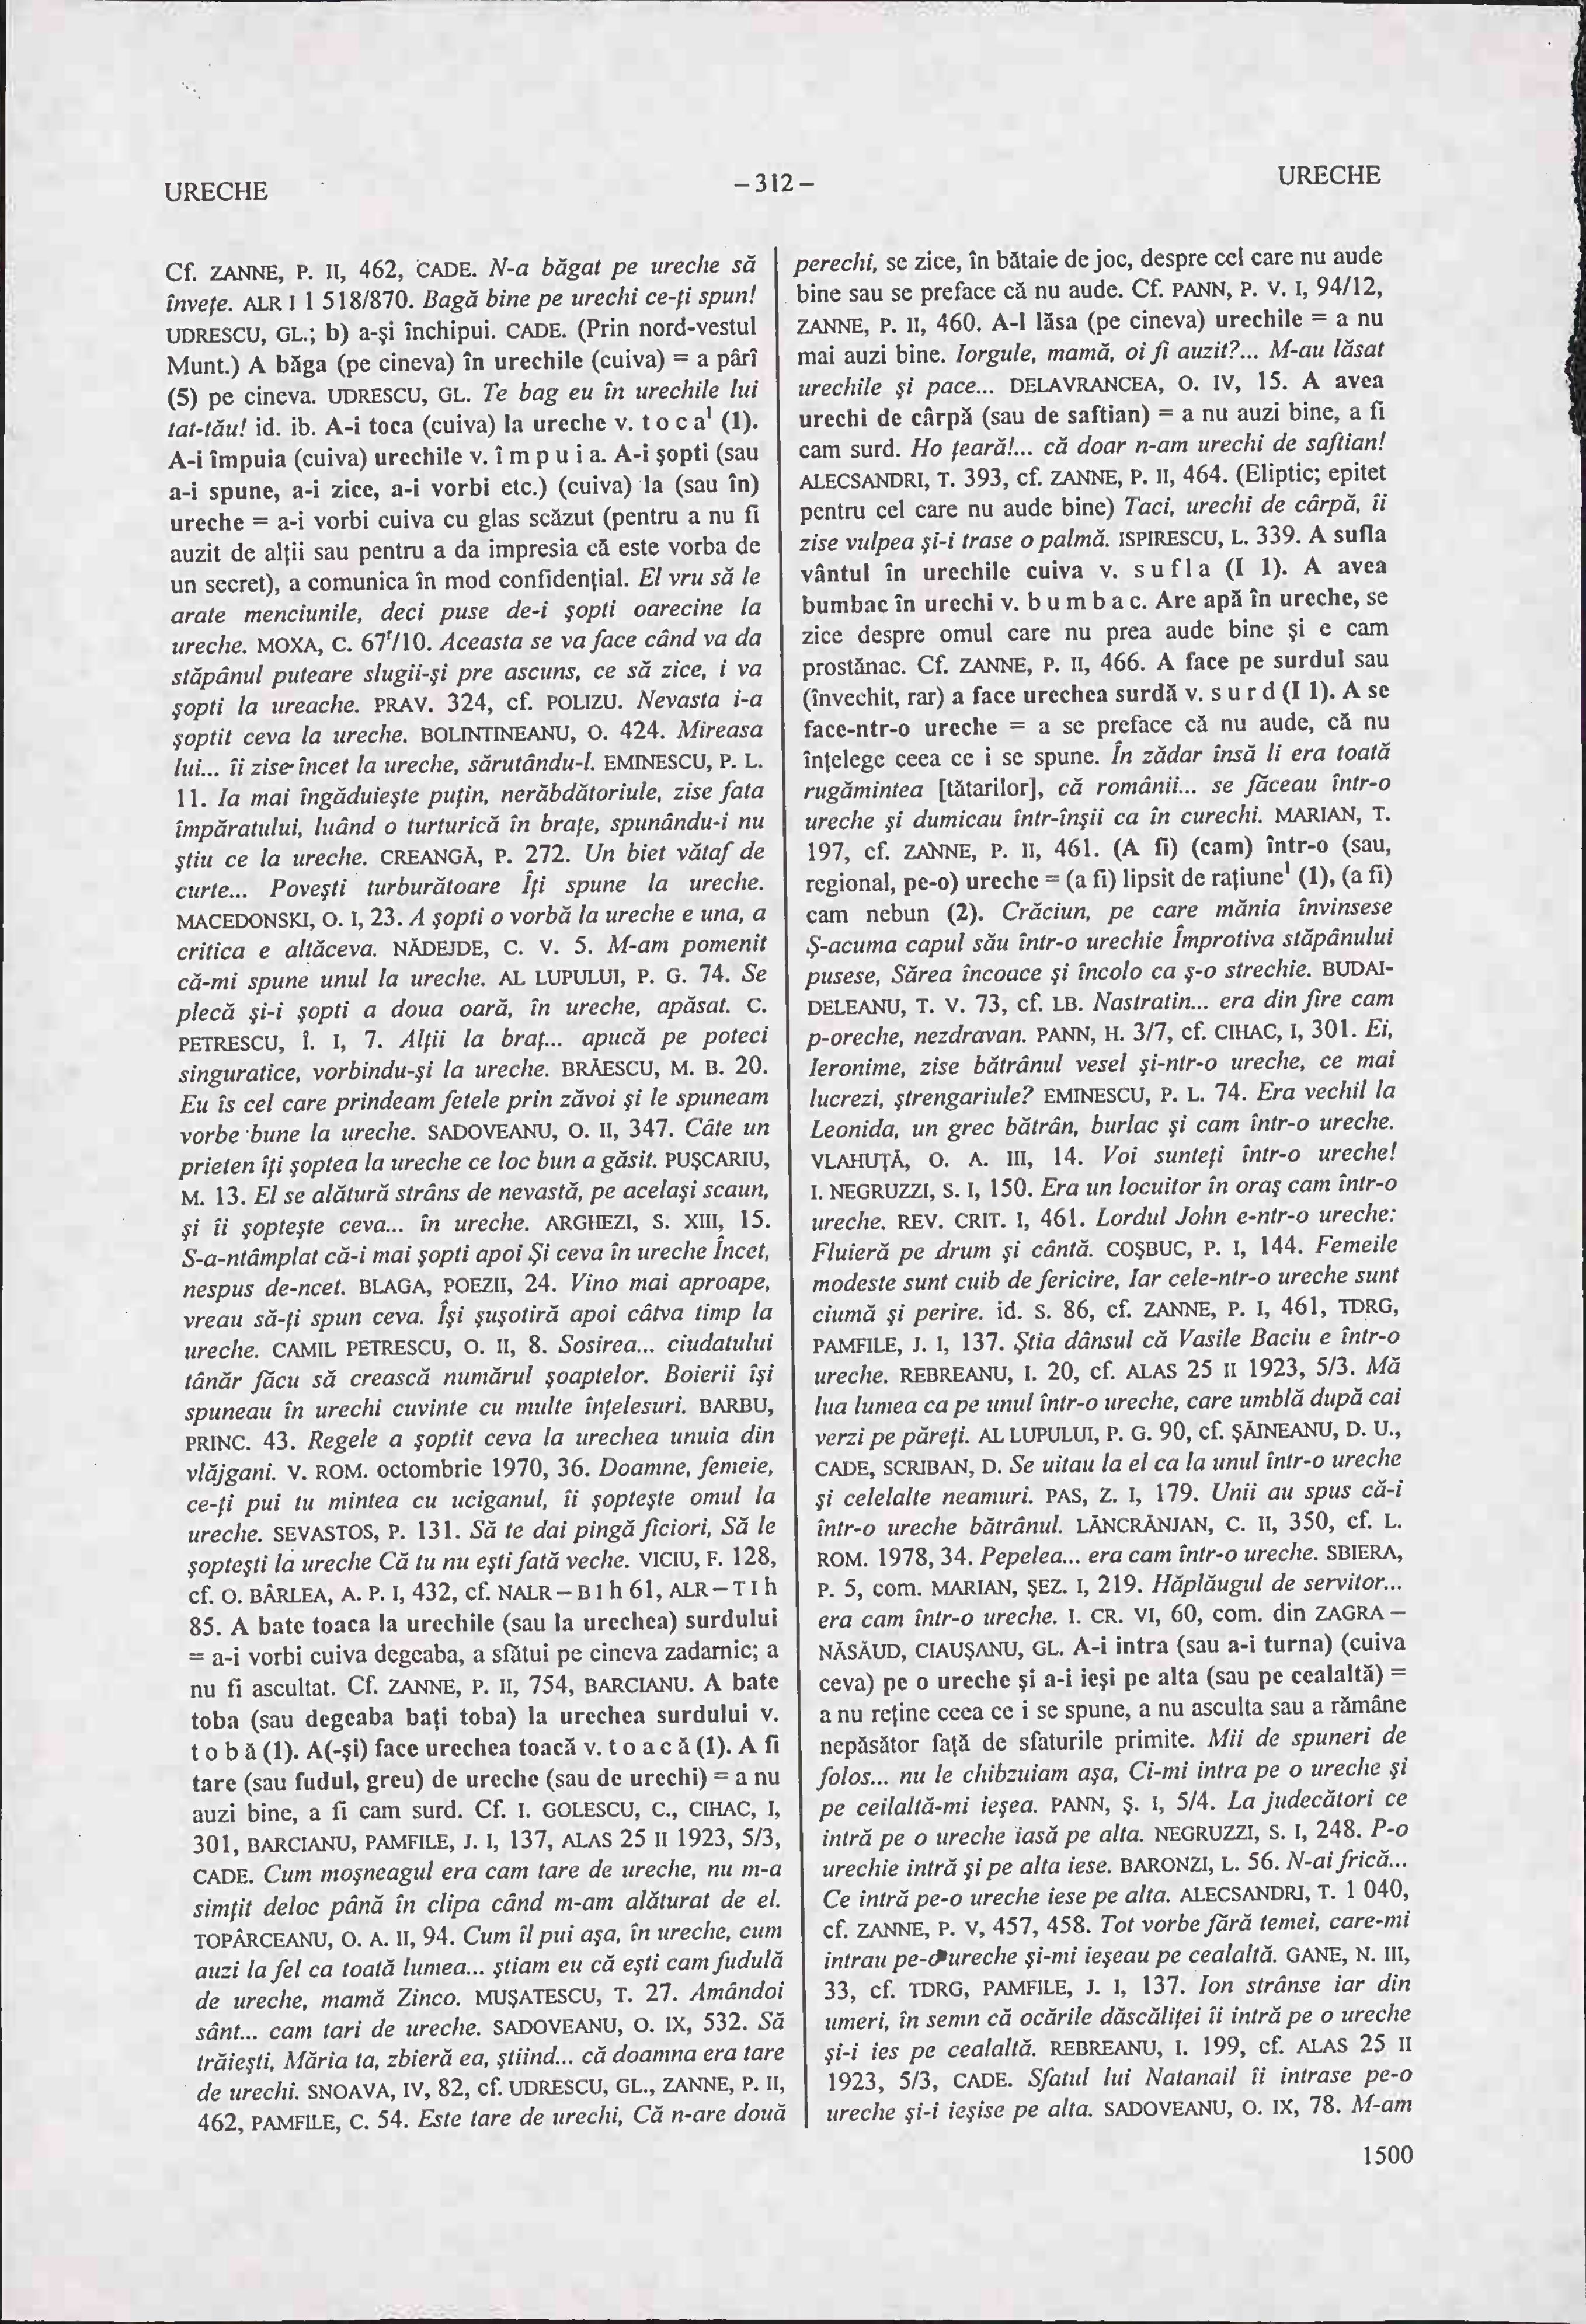 URECHE
– 312 –
URECHE
Cf. ZANNE, P. II, 462, CADE. N-a băgat pe ureche să
învețe. ALR I 1 518/870. Bagă bine pe urechi ce-ți spun!
UDRESCU, GL.; b) a-și închipui. CADE. (Prin nord-vestul
Munt.) A băga (pe cineva) în urechile (cuiva) = a pârî
(5) pe cineva. UDRESCU, GL. Te bag eu în urechile lui
tat-tău! id. ib. A-i toca (cuiva) la ureche v. t o c a¹ (1).
A-i împuia (cuiva) urechile v. î m p u i a. A-i șopti (sau
a-i spune, a-i zice, a-i vorbi etc.) (cuiva) la (sau în)
ureche = a-i vorbi cuiva cu glas scăzut (pentru a nu fi
auzit de alții sau pentru a da impresia că este vorba de
un secret), a comunica în mod confidențial. El vru să le
arate menciunile, deci puse de-i șopti oarecine la
ureche. MOXA, C. 67ʳ/10. Aceasta se va face când va da
stăpânul puteare slugii-și pre ascuns, ce să zice, i va
șopti la ureache. PRAV. 324, cf. POLIZU. Nevasta i-a
șoptit ceva la ureche. BOLINTINEANU, O. 424. Mireasa
lui... îi zise încet la ureche, sărutându-l. EMINESCU, P. L.
11. Ia mai îngăduiește puțin, nerăbdătoriule, zise fata
împăratului, luând o turturică în brațe, spunându-i nu
știu ce la ureche. CREANGĂ, P. 272. Un biet vătaf de
curte... Povești turburătoare Îți spune la ureche.
MACEDONSKI, O. I, 23. A șopti o vorbă la ureche e una, a
critica e altăceva. NĂDEJDE, C. V. 5. M-am pomenit
că-mi spune unul la ureche. AL LUPULUI, P. G. 74. Se
plecă și-i șopti a doua oară, în ureche, apăsat. C.
PETRESCU, Î. I, 7. Alții la braț... apucă pe poteci
singuratice, vorbindu-și la ureche. BRĂESCU, M. B. 20.
Eu îs cel care prindeam fetele prin zăvoi și le spuneam
vorbe bune la ureche. SADOVEANU, O. II, 347. Câte un
prieten îți șoptea la ureche ce loc bun a găsit. PUȘCARIU,
M. 13. El se alătură strâns de nevastă, pe același scaun,
și îi șoptește ceva... în ureche. ARGHEZI, S. XIII, 15.
S-a-ntâmplat că-i mai șopti apoi Și ceva în ureche Încet,
nespus de-ncet. BLAGA, POEZII, 24. Vino mai aproape,
vreau să-ți spun ceva. Își șușotiră apoi câtva timp la
ureche. CAMIL PETRESCU, O. II, 8. Sosirea... ciudatului
tânăr făcu să crească numărul șoaptelor. Boierii își
spuneau în urechi cuvinte cu multe înțelesuri. BARBU,
PRINC. 43. Regele a șoptit ceva la urechea unuia din
vlăjgani. V. ROM. octombrie 1970, 36. Doamne, femeie,
ce-ți pui tu mintea cu uciganul, îi șoptește omul la
ureche. SEVASTOS, P. 131. Să te dai pingă ficiori, Să le
șoptești la ureche Că tu nu ești fată veche. VICIU, F. 128,
cf. O. BÂRLEA, A. P. I, 432, cf. NALR – B I h 61, ALR – T I h
85. A bate toaca la urechile (sau la urechea) surdului
= a-i vorbi cuiva degeaba, a sfătui pe cineva zadarnic; a
nu fi ascultat. Cf. ZANNE, P. II, 754, BARCIANU. A bate
toba (sau degeaba bați toba) la urechea surdului v.
t o b ă (1). A(-și) face urechea toacă v. t o a c ă (1). A fi
tare (sau fudul, greu) de ureche (sau de urechi) = a nu
auzi bine, a fi cam surd. Cf. I. GOLESCU, C., CIHAC, I,
301, BARCIANU, PAMFILE, J. I, 137, ALAS 25 II 1923, 5/3,
CADE. Cum moșneagul era cam tare de ureche, nu m-a
simțit deloc până în clipa când m-am alăturat de el.
TOPÂRCEANU, O. A. II, 94. Cum îl pui așa, în ureche, cum
auzi la fel ca toată lumea... știam eu că ești cam fudulă
de ureche, mamă Zinco. MUȘATESCU, T. 27. Amândoi
sânt... cam tari de ureche. SADOVEANU, O. IX, 532. Să
trăiești, Măria ta, zbieră ea, știind... că doamna era tare
de urechi. SNOAVA, IV, 82, cf. UDRESCU, GL., ZANNE, P. II,
462, PAMFILE, C. 54. Este tare de urechi, Că n-are două
perechi, se zice, în bătaie de joc, despre cel care nu aude
bine sau se preface că nu aude. Cf. PANN, P. V. I, 94/12,
ZANNE, P. II, 460. A-l lăsa (pe cineva) urechile = a nu
mai auzi bine. Iorgule, mamă, oi fi auzit?... M-au lăsat
urechile și pace... DELAVRANCEA, O. IV, 15. A avea
urechi de cârpă (sau de saftian) = a nu auzi bine, a fi
cam surd. Ho țeară!... că doar n-am urechi de saftian!
ALECSANDRI, T. 393, cf. ZANNE, P. II, 464. (Eliptic; epitet
pentru cel care nu aude bine) Taci, urechi de cârpă, îi
zise vulpea și-i trase o palmă. ISPIRESCU, L. 339. A sufla
vântul în urechile cuiva v. s u f l a (I 1). A avea
bumbac în urechi v. b u m b a c. Are apă în ureche, se
zice despre omul care nu prea aude bine și e cam
prostănac. Cf. ZANNE, P. II, 466. A face pe surdul sau
(învechit, rar) a face urechea surdă v. s u r d (I 1). A se
face-ntr-o ureche = a se preface că nu aude, că nu
înțelege ceea ce i se spune. În zădar însă li era toată
rugămintea [tătarilor], că românii... se făceau într-o
ureche și dumicau într-înșii ca în curechi. MARIAN, T.
197, cf. ZANNE, P. II, 461. (A fi) (cam) într-o (sau,
regional, pe-o) ureche = (a fi) lipsit de rațiune¹ (1), (a fi)
cam nebun (2). Crăciun, pe care mănia învinsese
Ș-acuma capul său într-o urechie Împrotiva stăpânului
pusese, Sărea încoace și încolo ca ș-o strechie. BUDAI-
DELEANU, T. V. 73, cf. LB. Nastratin... era din fire cam
p-oreche, nezdravan. PANN, H. 3/7, cf. CIHAC, I, 301. Ei,
Ieronime, zise bătrânul vesel și-ntr-o ureche, ce mai
lucrezi, ștrengariule? EMINESCU, P. L. 74. Era vechil la
Leonida, un grec bătrân, burlac și cam într-o ureche.
VLAHUȚĂ, O. A. III, 14. Voi sunteți într-o ureche!
I. NEGRUZZI, S. I, 150. Era un locuitor în oraș cam într-o
ureche. REV. CRIT. I, 461. Lordul John e-ntr-o ureche:
Fluieră pe drum și cântă. COȘBUC, P. I, 144. Femeile
modeste sunt cuib de fericire, Iar cele-ntr-o ureche sunt
ciumă și perire. id. S. 86, cf. ZANNE, P. I, 461, TDRG,
PAMFILE, J. I, 137. Știa dânsul că Vasile Baciu e într-o
ureche. REBREANU, I. 20, cf. ALAS 25 II 1923, 5/3. Mă
lua lumea ca pe unul într-o ureche, care umblă după cai
verzi pe păreți. AL LUPULUI, P. G. 90, cf. ȘĂINEANU, D. U.,
CADE, SCRIBAN, D. Se uitau la el ca la unul într-o ureche
și celelalte neamuri. PAS, Z. I, 179. Unii au spus că-i
într-o ureche bătrânul. LĂNCRĂNJAN, C. II, 350, cf. L.
ROM. 1978, 34. Pepelea... era cam într-o ureche. SBIERA,
P. 5, com. MARIAN, ȘEZ. I, 219. Hăplăugul de servitor...
era cam într-o ureche. I. CR. VI, 60, com. din ZAGRA –
NĂSĂUD, CIAUȘANU, GL. A-i intra (sau a-i turna) (cuiva
ceva) pe o ureche și a-i ieși pe alta (sau pe cealaltă) =
a nu reține ceea ce i se spune, a nu asculta sau a rămâne
nepăsător față de sfaturile primite. Mii de spuneri de
folos... nu le chibzuiam așa, Ci-mi intra pe o ureche și
pe ceilaltă-mi ieșea. PANN, Ș. I, 5/4. La judecători ce
intră pe o ureche iasă pe alta. NEGRUZZI, S. I, 248. P-o
urechie intră și pe alta iese. BARONZI, L. 56. N-ai frică...
Ce intră pe-o ureche iese pe alta. ALECSANDRI, T. 1 040,
cf. ZANNE, P. V, 457, 458. Tot vorbe fără temei, care-mi
intrau pe-o ureche și-mi ieșeau pe cealaltă. GANE, N. III,
33, cf. TDRG, PAMFILE, J. I, 137. Ion strânse iar din
umeri, în semn că ocările dăscăliței îi intră pe o ureche
și-i ies pe cealaltă. REBREANU, I. 199, cf. ALAS 25 II
1923, 5/3, CADE. Sfatul lui Natanail îi intrase pe-o
ureche și-i ieșise pe alta. SADOVEANU, O. IX, 78. M-am
1500